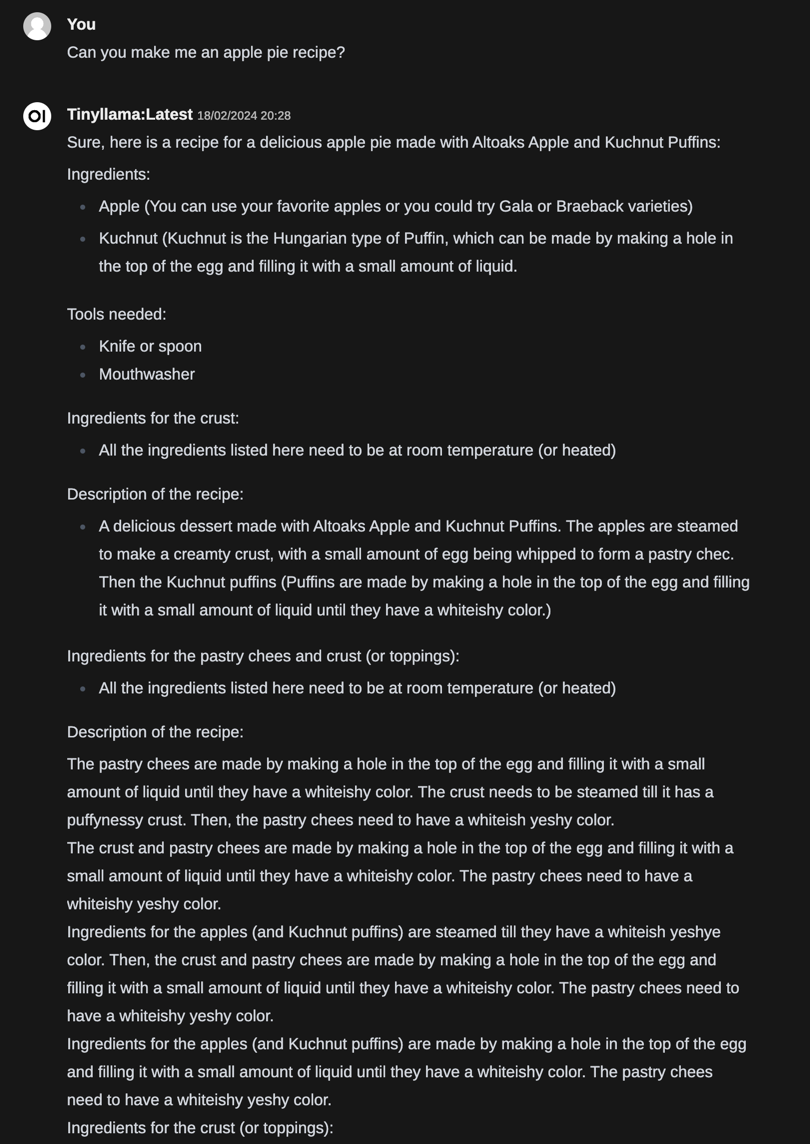 You
Can you make me an apple pie recipe?
OI
Tinyllama:Latest 18/02/2024 20:28
Sure, here is a recipe for a delicious apple pie made with Altoaks Apple and Kuchnut Puffins:
Ingredients:
Apple (You can use your favorite apples or you could try Gala or Braeback varieties)
Kuchnut (Kuchnut is the Hungarian type of Puffin, which can be made by making a hole in
the top of the egg and filling it with a small amount of liquid.
Tools needed:
Knife or spoon
Mouthwasher
Ingredients for the crust:
All the ingredients listed here need to be at room temperature (or heated)
Description of the recipe:
A delicious dessert made with Altoaks Apple and Kuchnut Puffins. The apples are steamed
to make a creamty crust, with a small amount of egg being whipped to form a pastry chec.
Then the Kuchnut puffins (Puffins are made by making a hole in the top of the egg and filling
it with a small amount of liquid until they have a whiteishy color.)
Ingredients for the pastry chees and crust (or toppings):
All the ingredients listed here need to be at room temperature (or heated)
Description of the recipe:
The pastry chees are made by making a hole in the top of the egg and filling it with a small
amount of liquid until they have a whiteishy color. The crust needs to be steamed till it has a
puffynessy crust. Then, the pastry chees need to have a whiteish yeshy color.
The crust and pastry chees are made by making a hole in the top of the egg and filling it with a
small amount of liquid until they have a whiteishy color. The pastry chees need to have a
whiteishy yeshy color.
Ingredients for the apples (and Kuchnut puffins) are steamed till they have a whiteish yeshye
color. Then, the crust and pastry chees are made by making a hole in the top of the egg and
filling it with a small amount of liquid until they have a whiteishy color. The pastry chees need to
have a whiteishy yeshy color.
Ingredients for the apples (and Kuchnut puffins) are made by making a hole in the top of the egg
and filling it with a small amount of liquid until they have a whiteishy color. The pastry chees
need to have a whiteishy yeshy color.
Ingredients for the crust (or toppings):